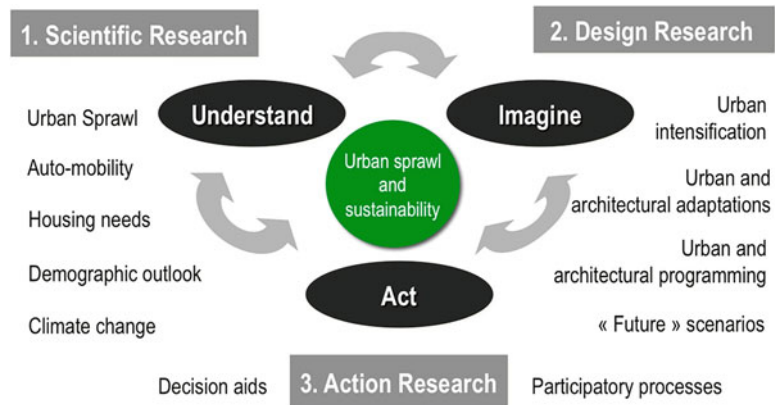 1. Scientific Research
2. Design Research
Understand
Imagine
Urban Sprawl
Auto-mobility
Housing needs
Demographic outlook
Climate change
Urban sprawl
and
sustainability
Urban
intensification
Urban and
architectural adaptations
Urban and
architectural programming
« Future » scenarios
Act
Decision aids
3. Action Research
Participatory processes